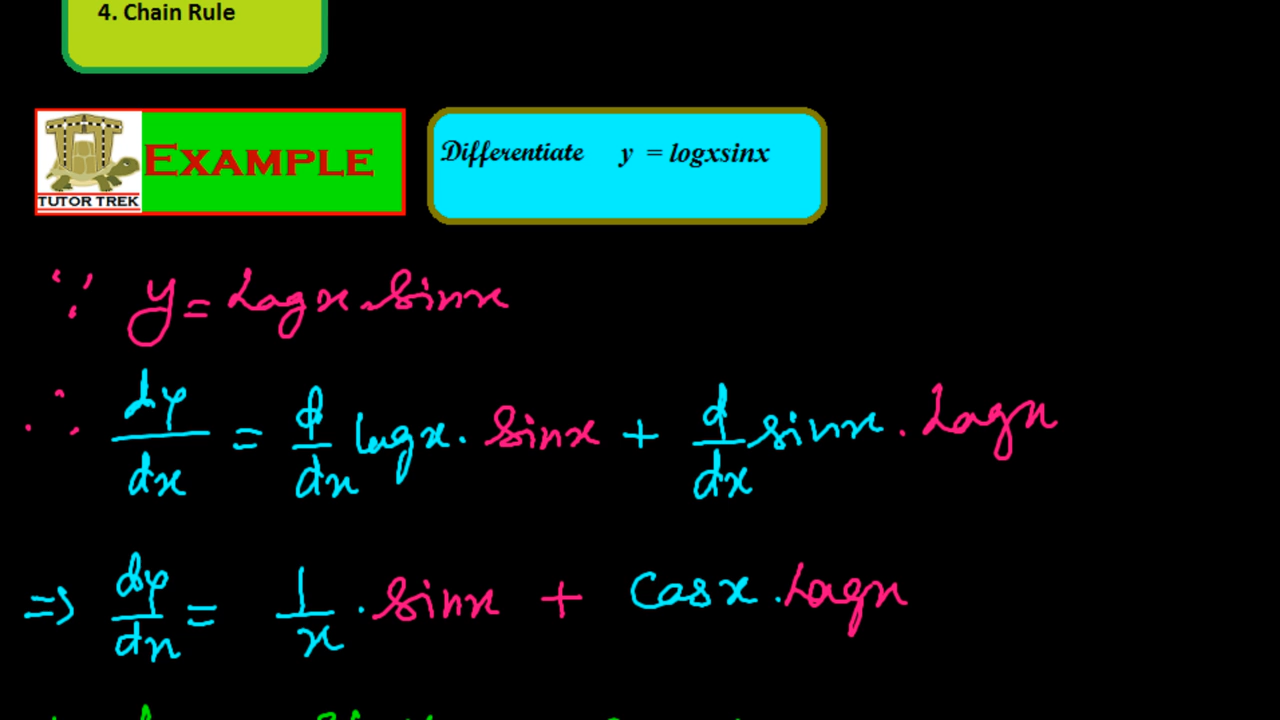 4. Chain Rule
TUTOR TREK
EXAMPLE
Differentiate y = logxsinx
∵ y = Logx sinx
∴ dy/dx = d/dx logx . sinx + d/dx sinx . Logx
⇒ dy/dx = 1/x . sinx + Cosx . Logx